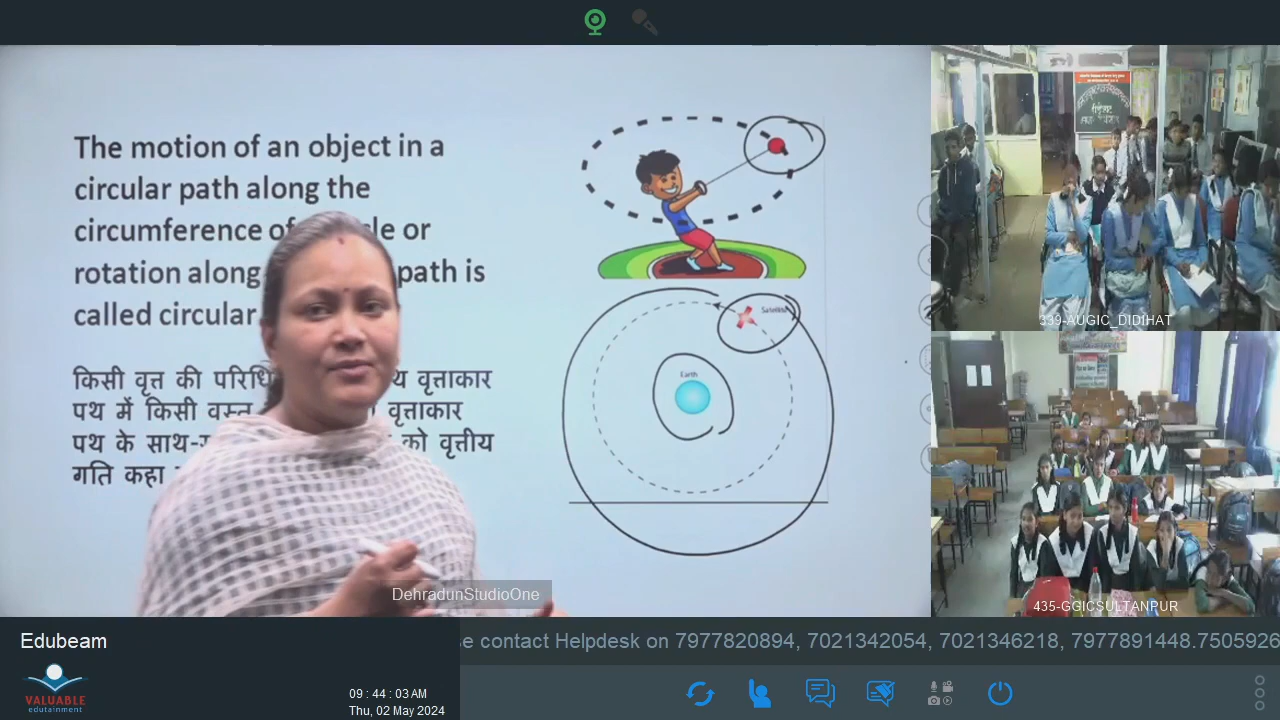 The motion of an object in a
circular path along the
circumference of le or
rotation along path is
called circular
किसी वृत्त की परिधि य वृत्ताकार
पथ में किसी वस्तु वृत्ताकार
पथ के साथ- को वृत्तीय
गति कहा
Satellite
Earth
DehradunStudioOne
339-AUGIC_DIDIHAT
435-GGICSULTANPUR
Edubeam
se contact Helpdesk on 7977820894, 7021342054, 7021346218, 7977891448.7505926
VALUABLE
edutainment
09 : 44 : 03 AM
Thu, 02 May 2024